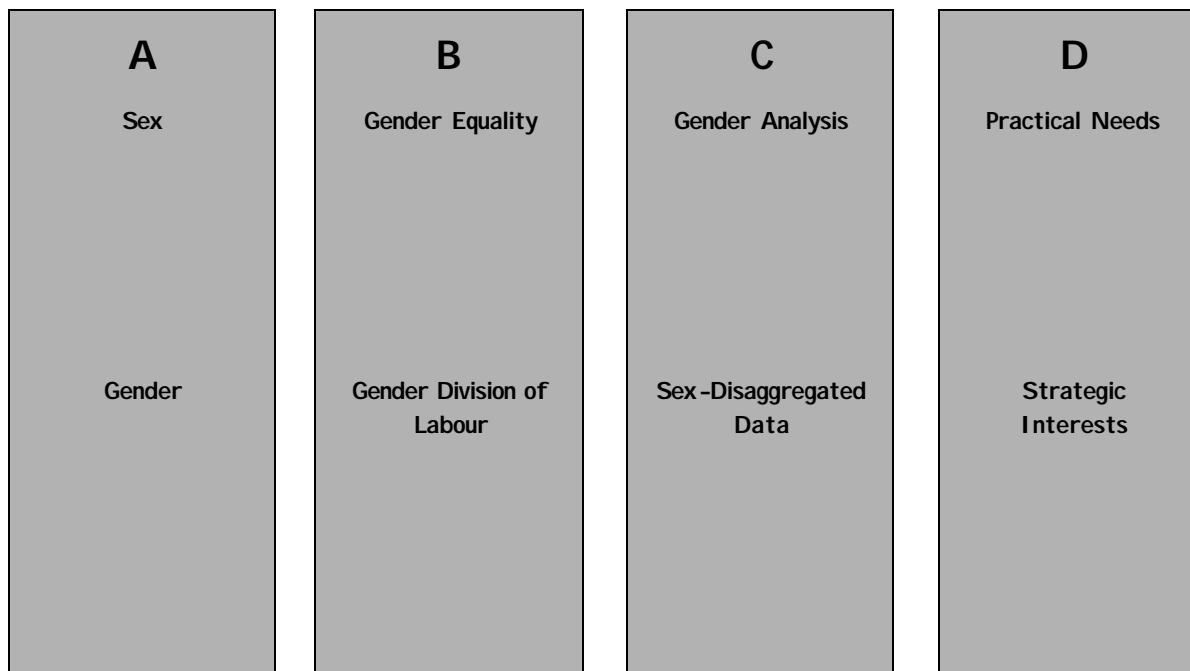 A
Sex
Gender
B
Gender Equality
Gender Division of
Labour
C
Gender Analysis
Sex-Disaggregated
Data
D
Practical Needs
Strategic
Interests